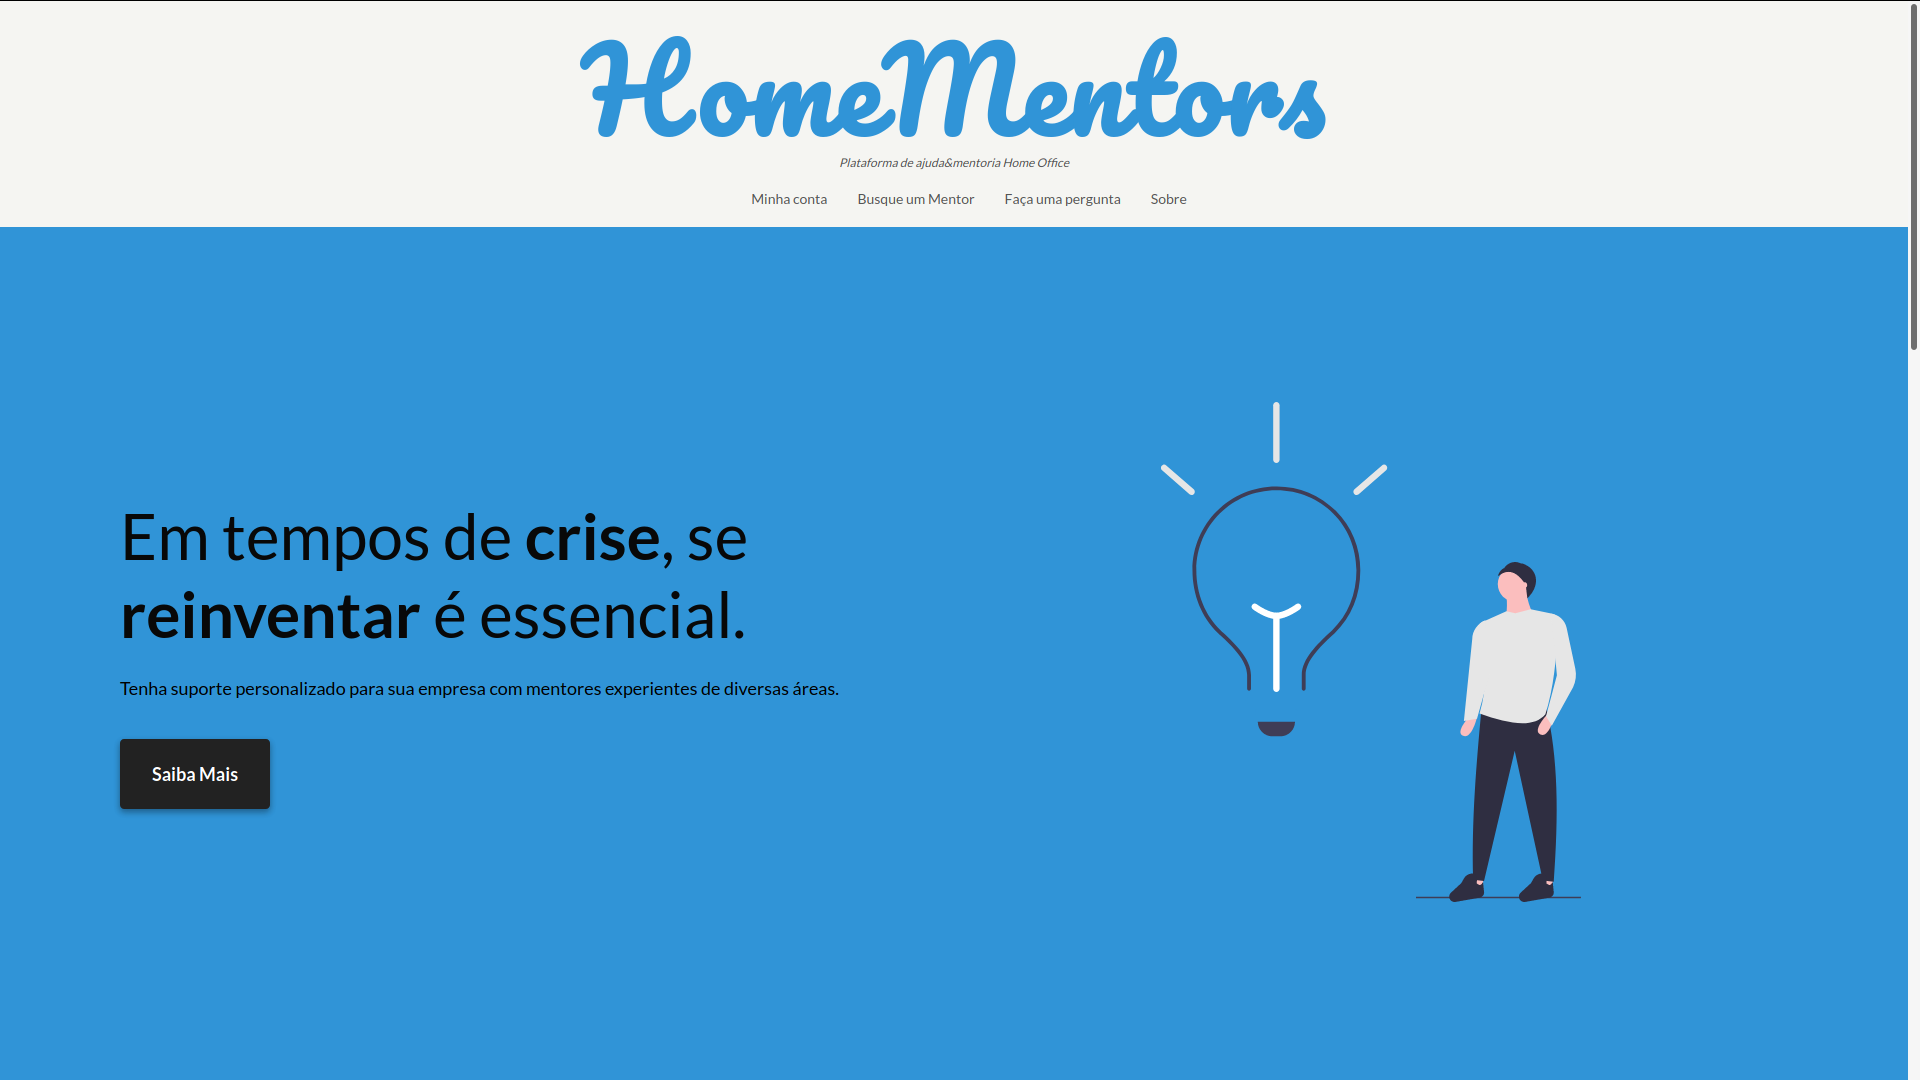 HomeMentors
Plataforma de ajuda&mentoria Home Office
Minha conta Busque um Mentor Faça uma pergunta Sobre
Em tempos de crise, se
reinventar é essencial.
Tenha suporte personalizado para sua empresa com mentores experientes de diversas áreas.
Saiba Mais